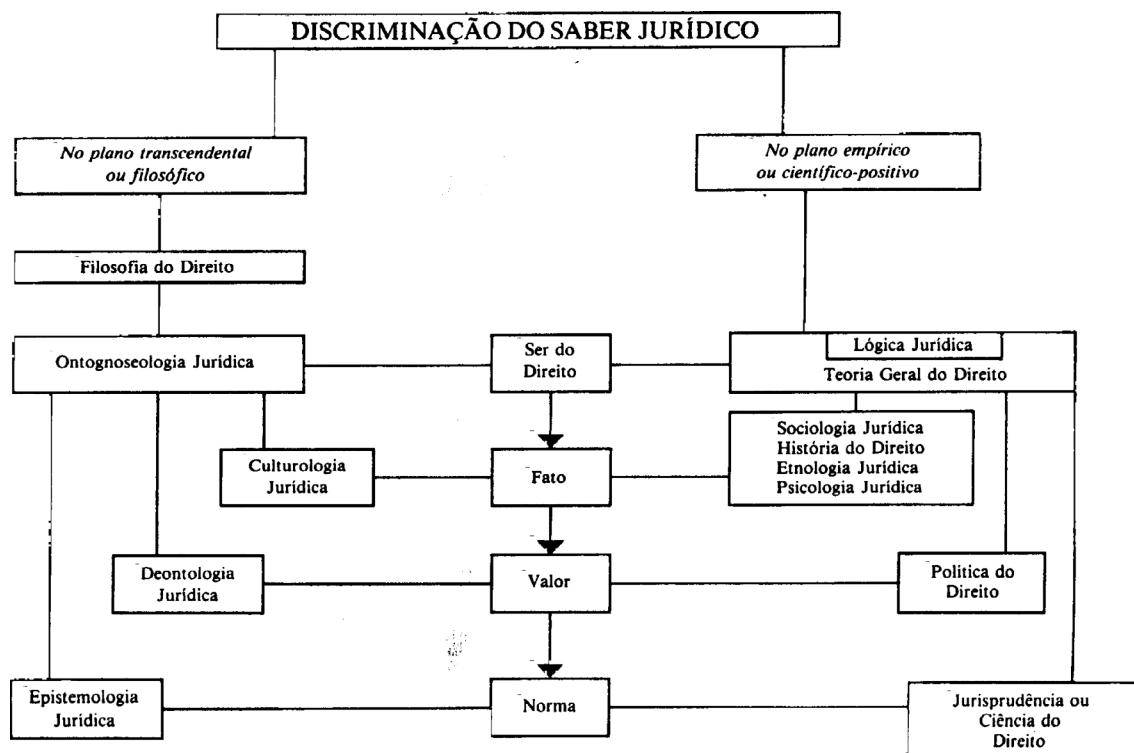 DISCRIMINAÇÃO DO SABER JURÍDICO
No plano transcendental
ou filosófico
No plano empírico
ou científico-positivo
Filosofia do Direito
Ontognoseologia Jurídica
Ser do
Direito
Lógica Jurídica
Teoria Geral do Direito
Culturologia
Jurídica
Fato
Sociologia Jurídica
História do Direito
Etnologia Jurídica
Psicologia Jurídica
Deontologia
Jurídica
Valor
Política do
Direito
Epistemologia
Jurídica
Norma
Jurisprudência ou
Ciência do
Direito